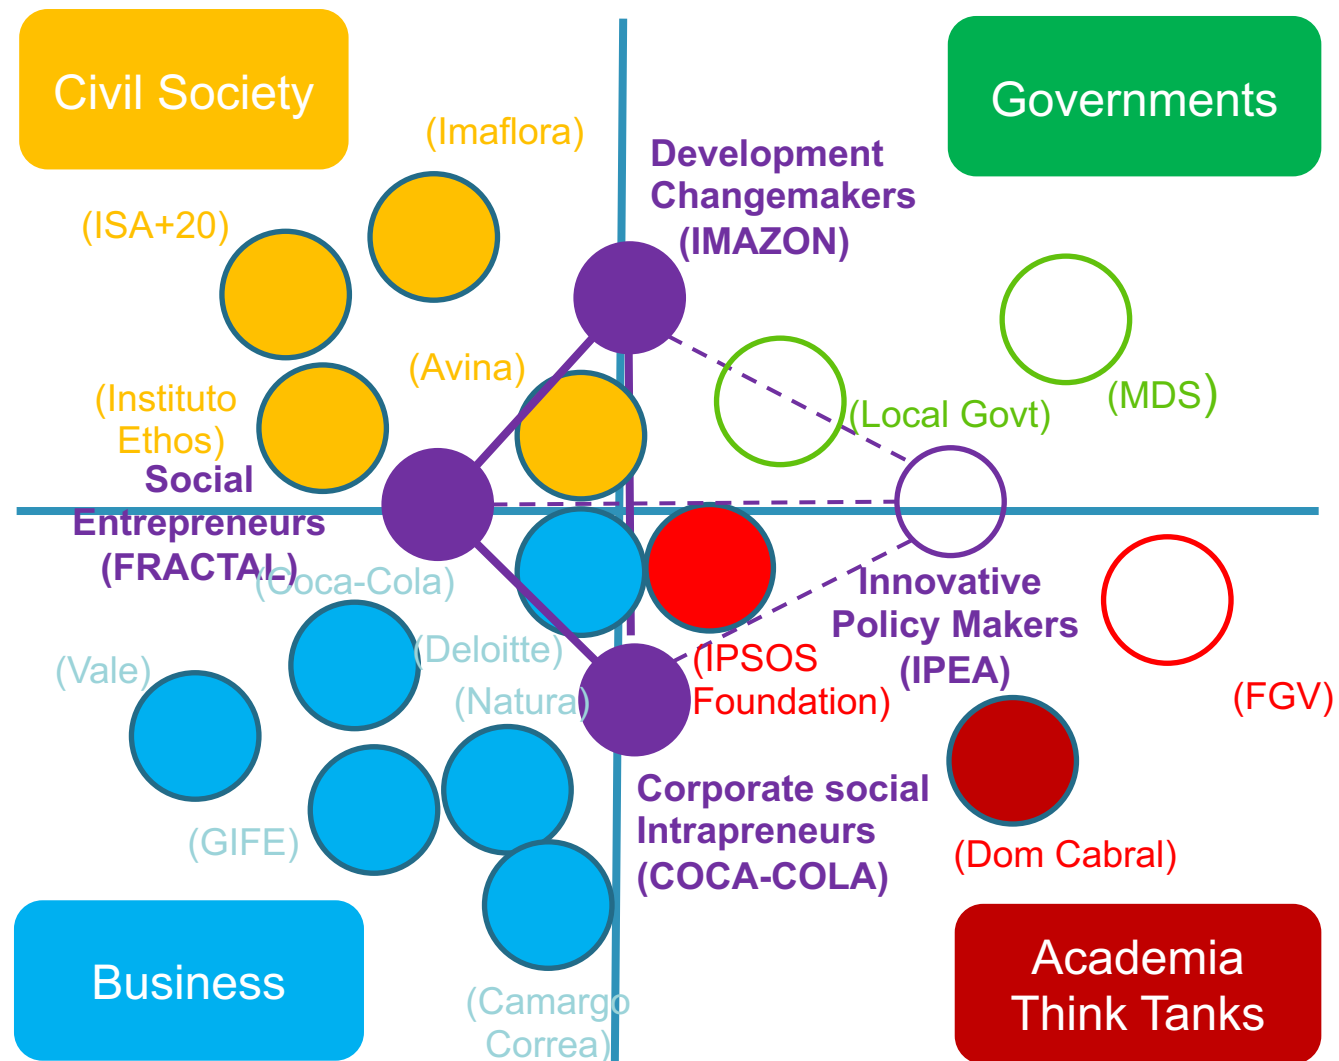 Civil Society
Governments
(Imaflora)
Development
Changemakers
(IMAZON)
(ISA+20)
(Avina)
(Instituto
Ethos)
(Local Govt)
(MDS)
Social
Entrepreneurs
(FRACTAL)
(Coca-Cola)
Innovative
Policy Makers
(IPEA)
(Vale)
(Deloitte)
(Natura)
(IPSOS
Foundation)
(FGV)
Corporate social
Intrapreneurs
(COCA-COLA)
(GIFE)
(Dom Cabral)
Business
(Camargo
Correa)
Academia
Think Tanks